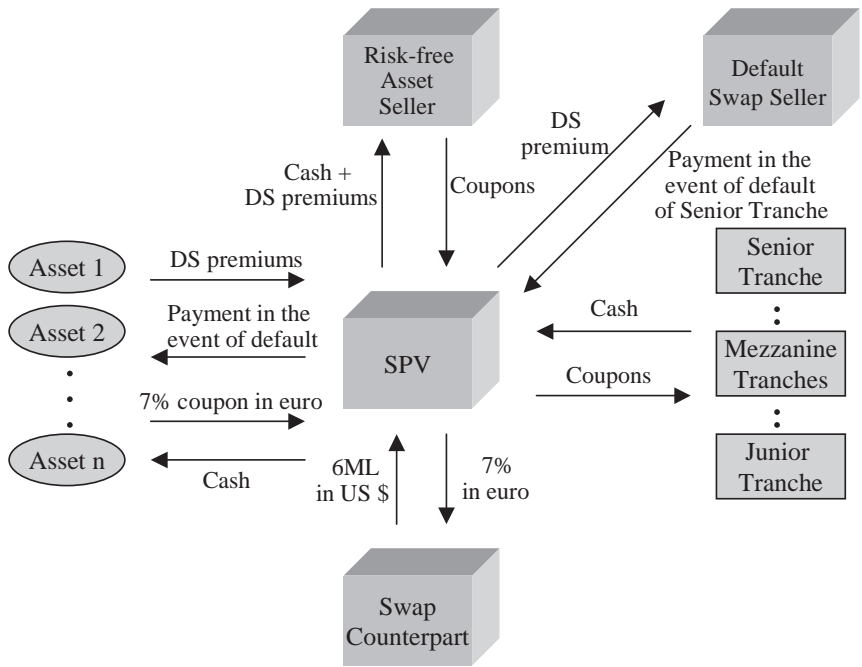 Risk-free
Asset
Seller
Default
Swap Seller
DS
premium
Cash +
DS premiums
Coupons
Payment in the
event of default
of Senior Tranche
Asset 1
DS premiums
Senior
Tranche
Asset 2
Payment in the
event of default
SPV
Cash
Mezzanine
Tranches
Coupons
7% coupon in euro
Asset n
Cash
6ML
in US $
7%
in euro
Junior
Tranche
Swap
Counterpart